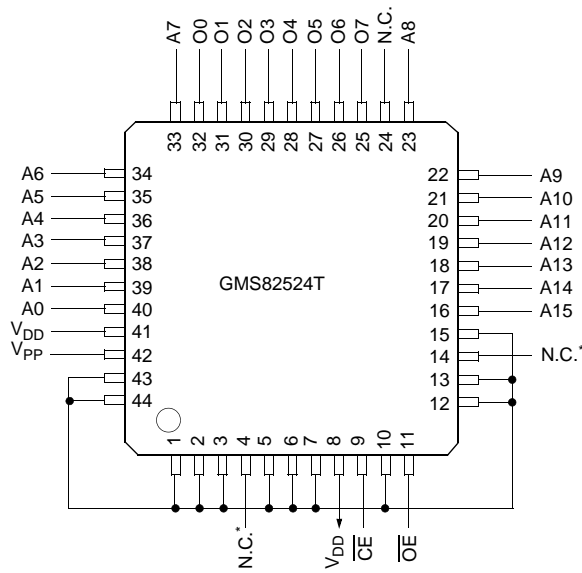 A7 O0 O1 O2 O3 O4 O5 O6 O7 N.C. A8
33 32 31 30 29 28 27 26 25 24 23
A6 34
A5 35
A4 36
A3 37
A2 38
A1 39
A0 40
VDD 41
VPP 42
43
44
GMS82524T
22 A9
21 A10
20 A11
19 A12
18 A13
17 A14
16 A15
15
14 N.C.*
13
12
1 2 3 4 5 6 7 8 9 10 11
N.C.* VDD CE OE